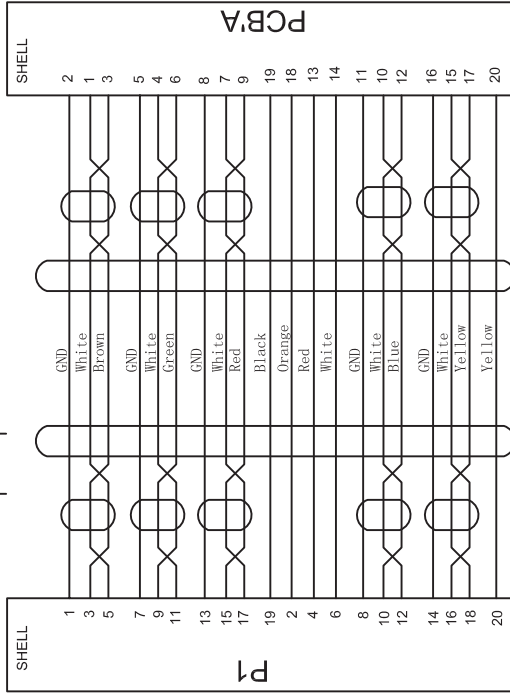 PCB'A
SHELL
2
1
3
5
4
6
8
7
9
19
18
13
14
11
10
12
16
15
17
20
GND
White
Brown
GND
White
Green
GND
White
Red
Black
Orange
Red
White
GND
White
Blue
GND
White
Yellow
Yellow
1
3
5
7
9
11
13
15
17
19
2
4
6
8
10
12
14
16
18
20
SHELL
P1